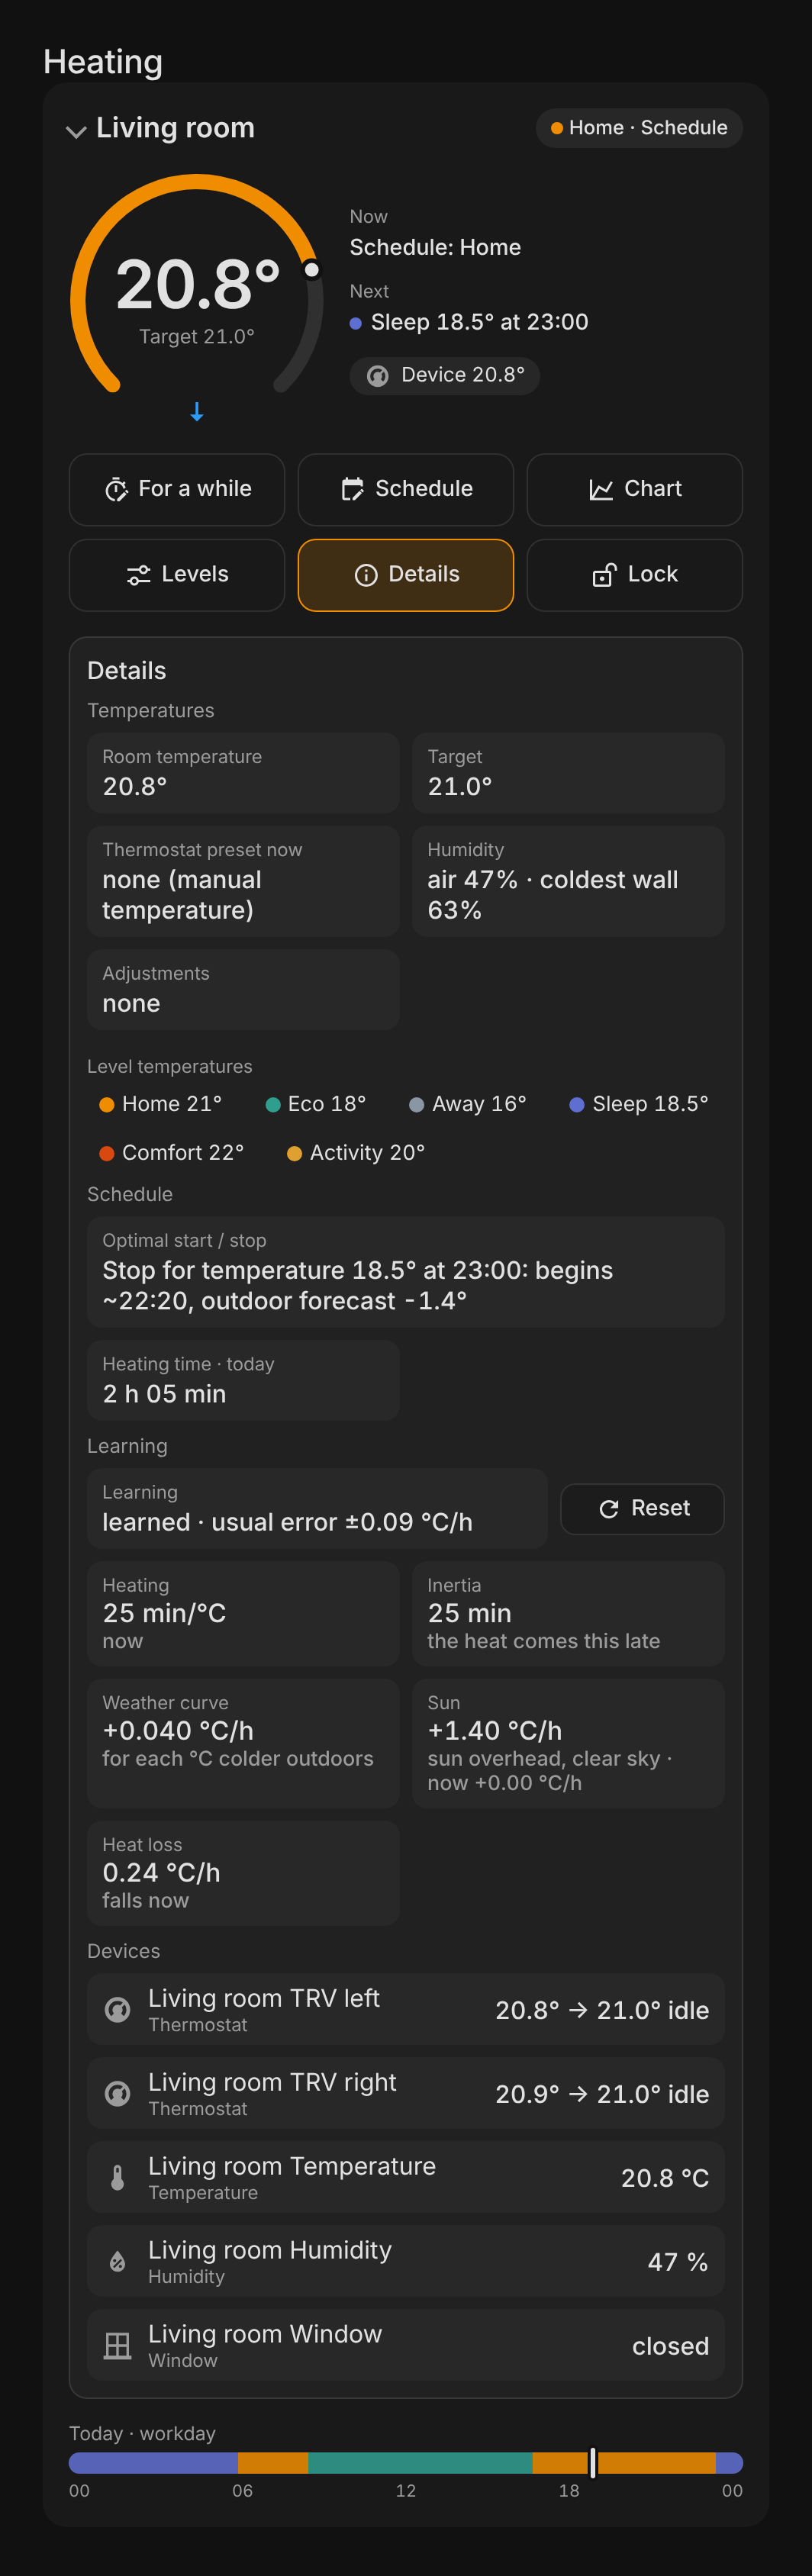 Heating
Living room
Home · Schedule
20.8°
Target 21.0°
Now
Schedule: Home
Next
Sleep 18.5° at 23:00
Device 20.8°
For a while
Schedule
Chart
Levels
Details
Lock
Details
Temperatures
Room temperature
20.8°
Target
21.0°
Thermostat preset now
none (manual
temperature)
Humidity
air 47% · coldest wall
63%
Adjustments
none
Level temperatures
Home 21°
Eco 18°
Away 16°
Sleep 18.5°
Comfort 22°
Activity 20°
Schedule
Optimal start / stop
Stop for temperature 18.5° at 23:00: begins
~22:20, outdoor forecast -1.4°
Heating time · today
2 h 05 min
Learning
Learning
learned · usual error ±0.09 °C/h
Reset
Heating
25 min/°C
now
Inertia
25 min
the heat comes this late
Weather curve
+0.040 °C/h
for each °C colder outdoors
Sun
+1.40 °C/h
sun overhead, clear sky ·
now +0.00 °C/h
Heat loss
0.24 °C/h
falls now
Devices
Living room TRV left
Thermostat
20.8° → 21.0° idle
Living room TRV right
Thermostat
20.9° → 21.0° idle
Living room Temperature
Temperature
20.8 °C
Living room Humidity
Humidity
47 %
Living room Window
Window
closed
Today · workday
00 06 12 18 00